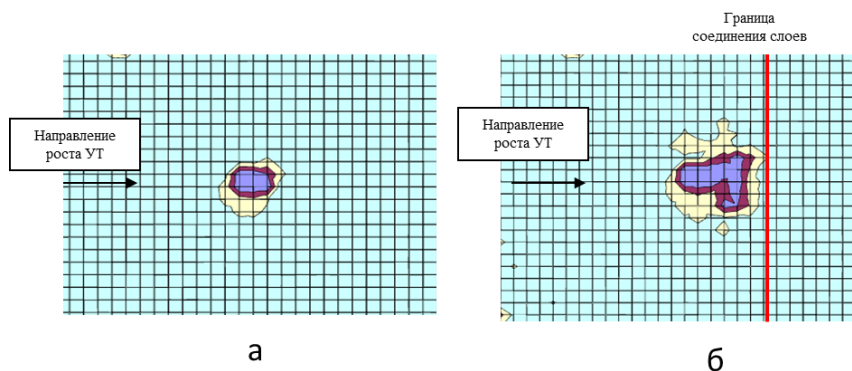 Граница
соединения слоев
Направление
роста УТ
Направление
роста УТ
а
б